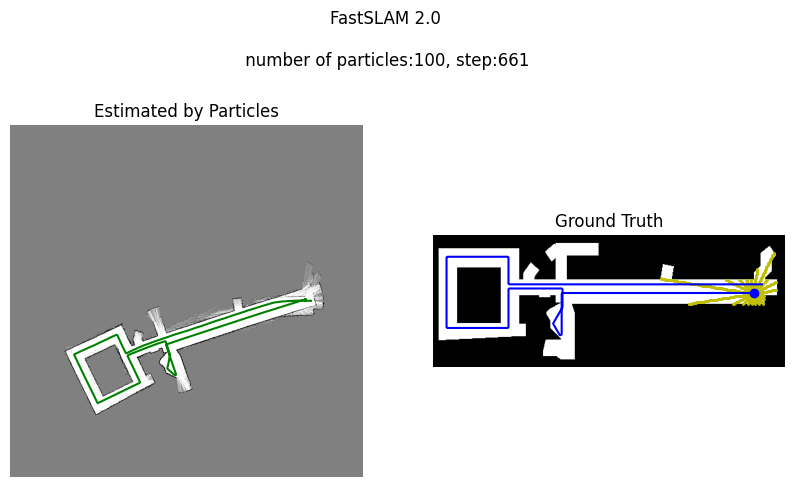 FastSLAM 2.0
number of particles:100, step:661
Estimated by Particles
Ground Truth